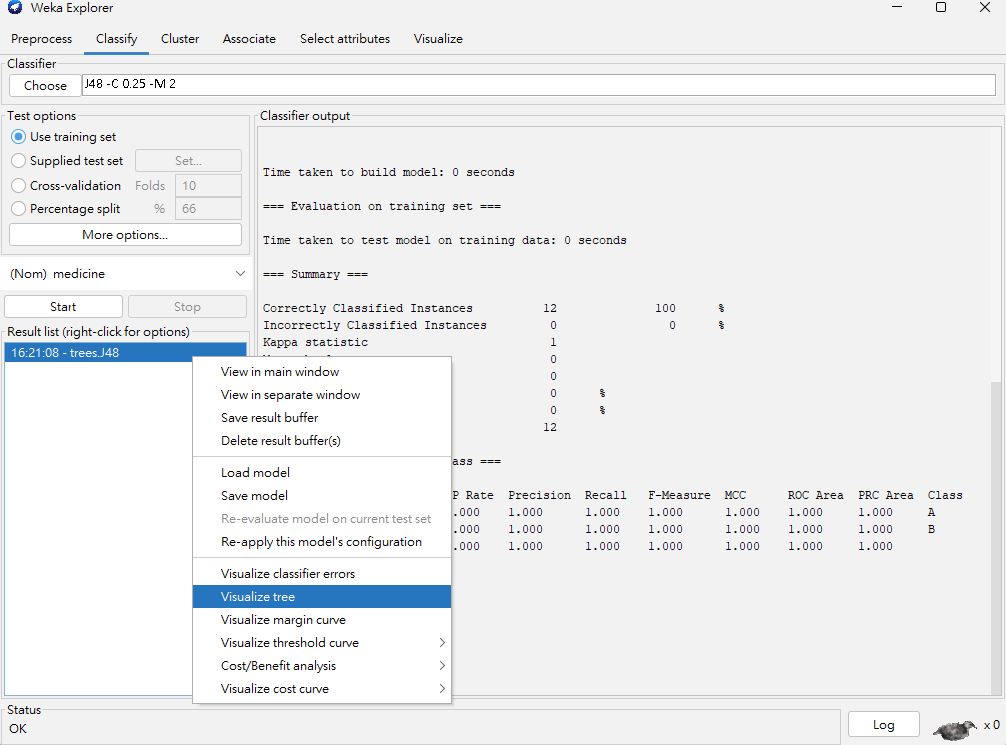 Weka Explorer
Preprocess Classify Cluster Associate Select attributes Visualize
Classifier
Choose J48 -C 0.25 -M 2
Test options
Use training set
Supplied test set Set...
Cross-validation Folds 10
Percentage split % 66
More options...
(Nom) medicine
Start Stop
Result list (right-click for options)
16:21:08 - trees.J48
View in main window
View in separate window
Save result buffer
Delete result buffer(s)
Load model
Save model
Re-evaluate model on current test set
Re-apply this model's configuration
Visualize classifier errors
Visualize tree
Visualize margin curve
Visualize threshold curve
Cost/Benefit analysis
Visualize cost curve
Classifier output
Time taken to build model: 0 seconds
=== Evaluation on training set ===
Time taken to test model on training data: 0 seconds
=== Summary ===
Correctly Classified Instances 12 100 %
Incorrectly Classified Instances 0 0 %
Kappa statistic 1
0
0
0 %
0 %
12
ass ===
P Rate Precision Recall F-Measure MCC ROC Area PRC Area Class
.000 1.000 1.000 1.000 1.000 1.000 1.000 A
.000 1.000 1.000 1.000 1.000 1.000 1.000 B
.000 1.000 1.000 1.000 1.000 1.000 1.000
Status
OK
Log x 0